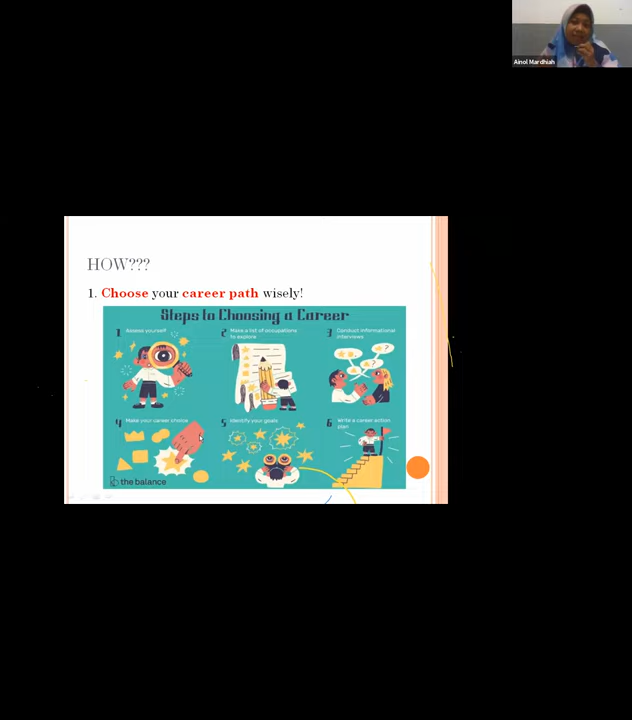 Ainol Mardhiah
HOW???
1. Choose your career path wisely!
Steps to Choosing a Career
1 Assess yourself
2 Make a list of occupations
to explore
3 Conduct informational
interviews
4 Make your career choice
5 Identify your goals
6 Write a career action
plan
the balance